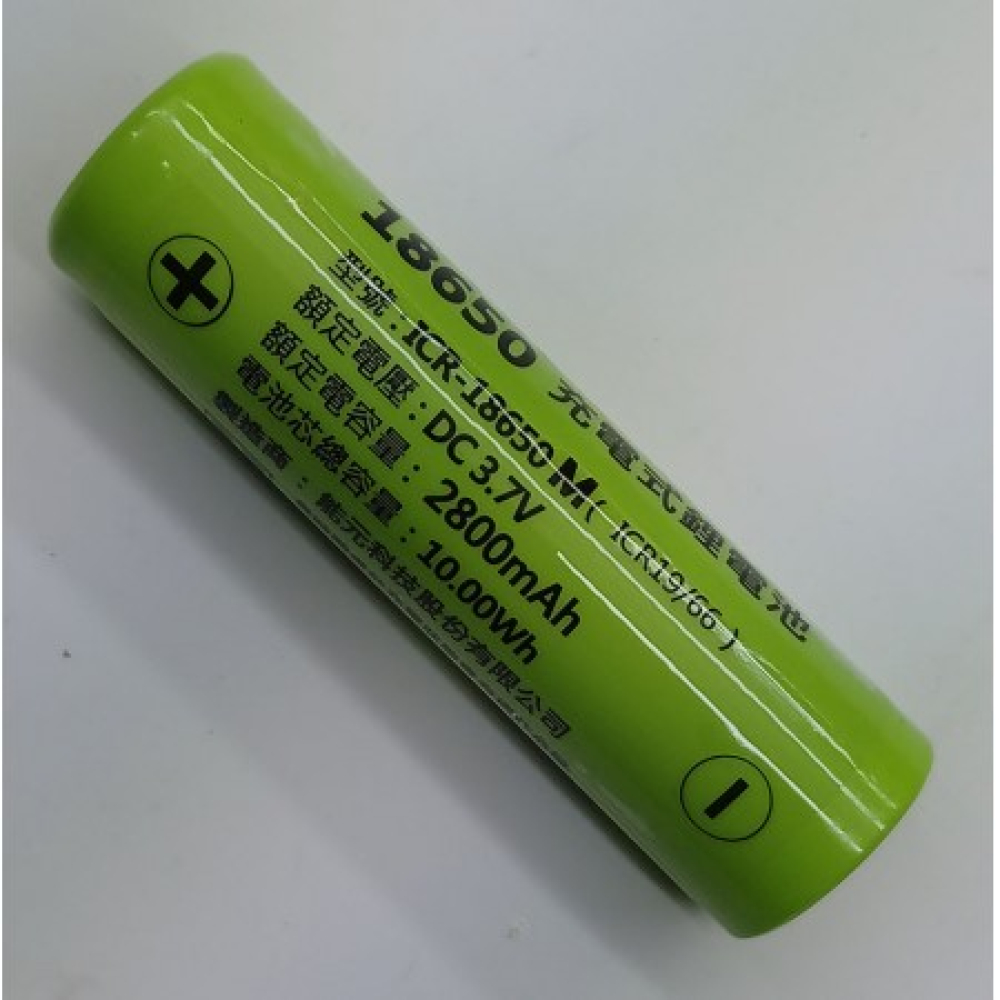 18650 充電式鋰電池
型號：ICR-18650M( ICR19/66 )
額定電壓：DC 3.7V
額定電容量：2800mAh
電池芯總容量：10.00Wh
製造商：鮕元科技股份有限公司